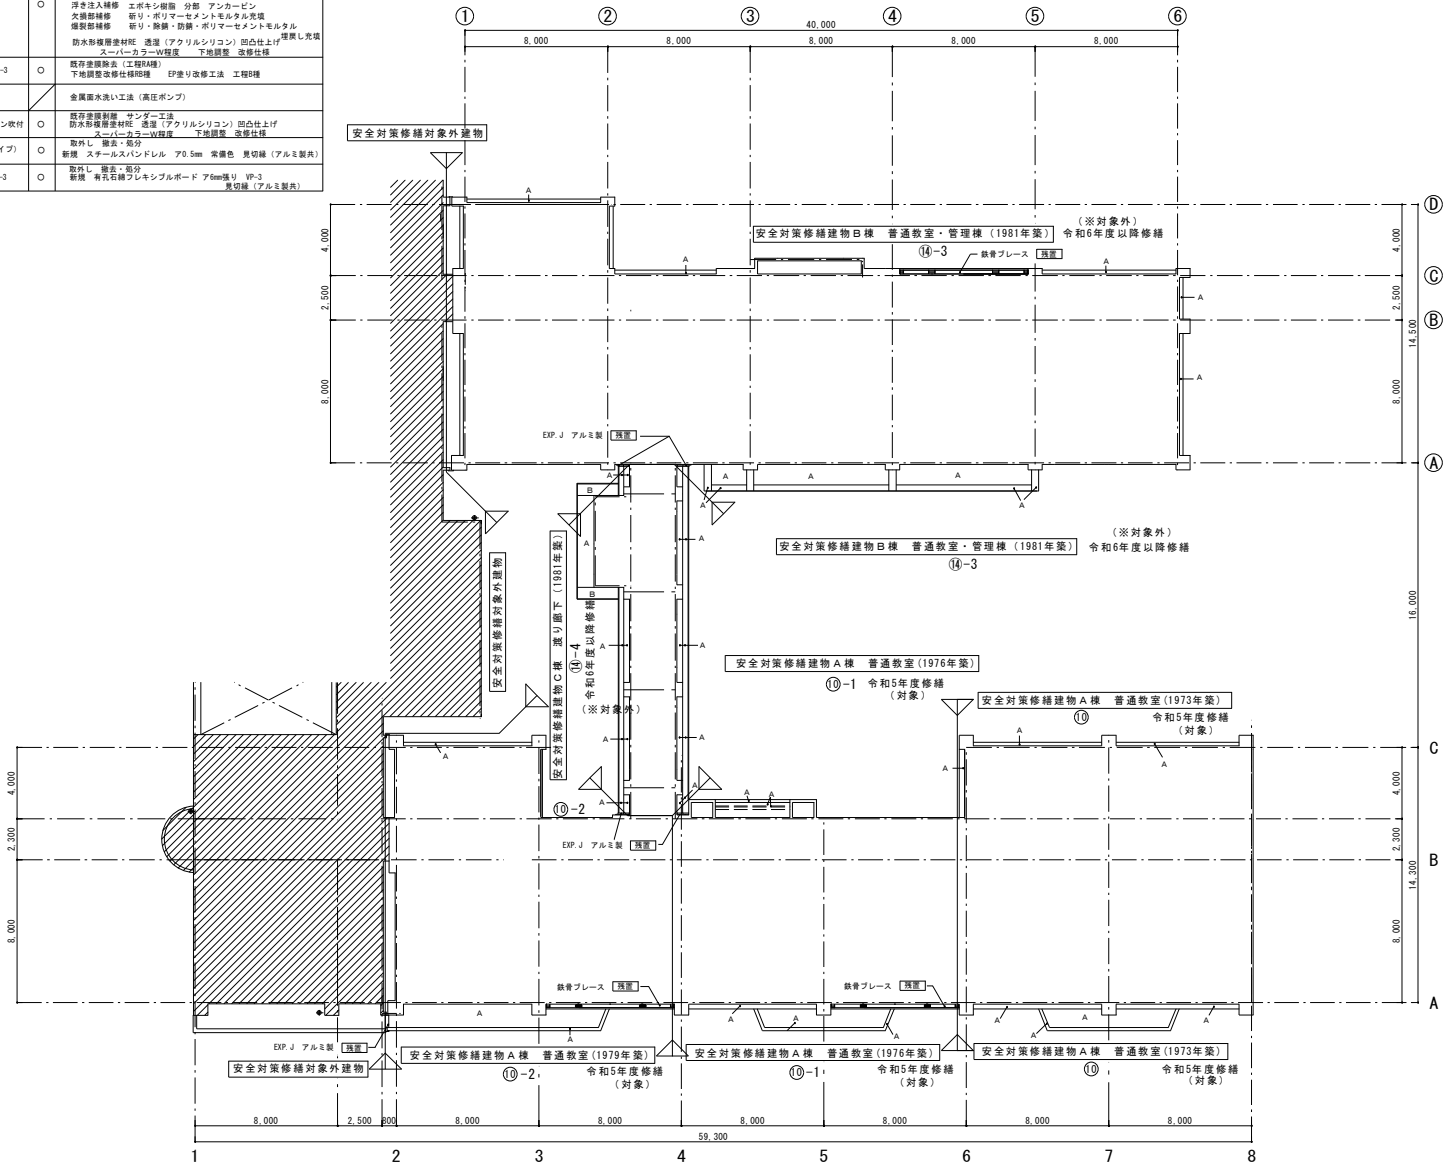 ○ 浮き注入補修 エポキシ樹脂 分部 アンカーピン
欠損部補修 斫り・ポリマーセメントモルタル充填
爆裂部補修 斫り・除錆・防錆・ポリマーセメントモルタル
埋戻し充填
防水形複層塗材RE 透湿（アクリルシリコン）凹凸仕上げ
スーパーカラーW程度 下地調整 改修仕様
-3 ○ 既存塗膜除去（工程RA種）
下地調整改修仕様RB種 EP塗り改修工法 工程B種
金属面水洗い工法（高圧ポンプ）
ン吹付 ○ 既存塗膜剥離 サンダー工法
防水形複層塗材RE 透湿（アクリルシリコン）凹凸仕上げ
スーパーカラーW程度 下地調整 改修仕様
イプ） ○ 取外し 撤去・処分
新規 スチールスパンドレル ア0.5mm 常備色 見切縁（アルミ製共）
-3 ○ 取外し 撤去・処分
新規 有孔石綿フレキシブルボード ア6mm張り VP-3
見切縁（アルミ製共）
① ② ③ ④ ⑤ ⑥
40,000
8,000 8,000 8,000 8,000 8,000
安全対策修繕対象外建物
A
Ⓓ
4,000
安全対策修繕建物B棟 普通教室・管理棟（1981年築）
（※対象外）
令和6年度以降修繕
⑭-3
鉄骨ブレース 残置
4,000
A
A
Ⓒ
2,500
A
2,500
Ⓑ
14,500
8,000
A
8,000
EXP.J アルミ製 残置
Ⓐ
A A A A
B
A A
A
A
安全対策修繕建物B棟 普通教室・管理棟（1981年築）
（※対象外）
令和6年度以降修繕
⑭-3
B
安全対策修繕対象外建物
安全対策修繕建物C棟 渡り廊下（1981年築）
⑭-4
令和6年度以降修繕
（※対象外）
16,000
A A
安全対策修繕建物A棟 普通教室(1976年築)
⑩-1 令和5年度修繕
（対象）
安全対策修繕建物A棟 普通教室(1973年築)
⑩ 令和5年度修繕
（対象）
A A
A A A
A
C
4,000
A
A
A
A A
⑩-2
4,000
2,300
EXP.J アルミ製 残置
2,300
B
14,300
8,000
8,000
鉄骨ブレース 残置
鉄骨ブレース 残置
A
A
A
A
A
A
A
A
A
EXP.J アルミ製 残置
安全対策修繕対象外建物
安全対策修繕建物A棟 普通教室(1979年築)
⑩-2 令和5年度修繕
（対象）
安全対策修繕建物A棟 普通教室(1976年築)
⑩-1 令和5年度修繕
（対象）
安全対策修繕建物A棟 普通教室(1973年築)
⑩ 令和5年度修繕
（対象）
8,000 2,500 800 8,000 8,000 8,000 8,000 8,000 8,000
59,300
1 2 3 4 5 6 7 8